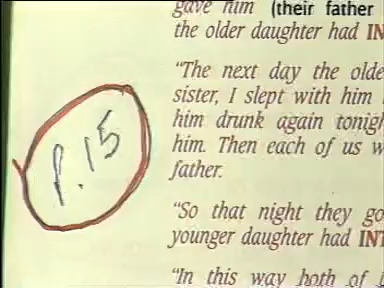 gave him (their father
the older daughter had IN
"The next day the olde
sister, I slept with him
him drunk again tonigh
him. Then each of us w
father.
"So that night they go
younger daughter had INT
"In this way both of
p.15